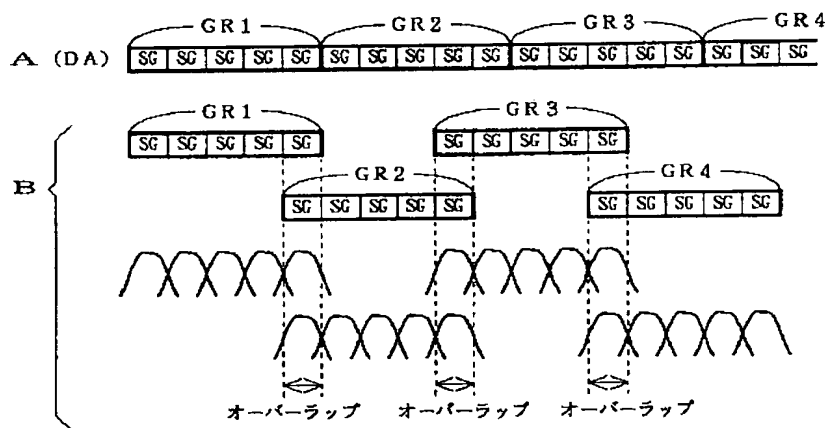 GR1 GR2 GR3 GR4
A (DA) SG SG SG SG SG SG SG SG SG SG SG SG SG SG SG SG SG SG
GR1 GR3
SG SG SG SG SG SG SG SG SG SG
B
GR2 GR4
SG SG SG SG SG SG SG SG SG SG
オーバーラップ オーバーラップ オーバーラップ